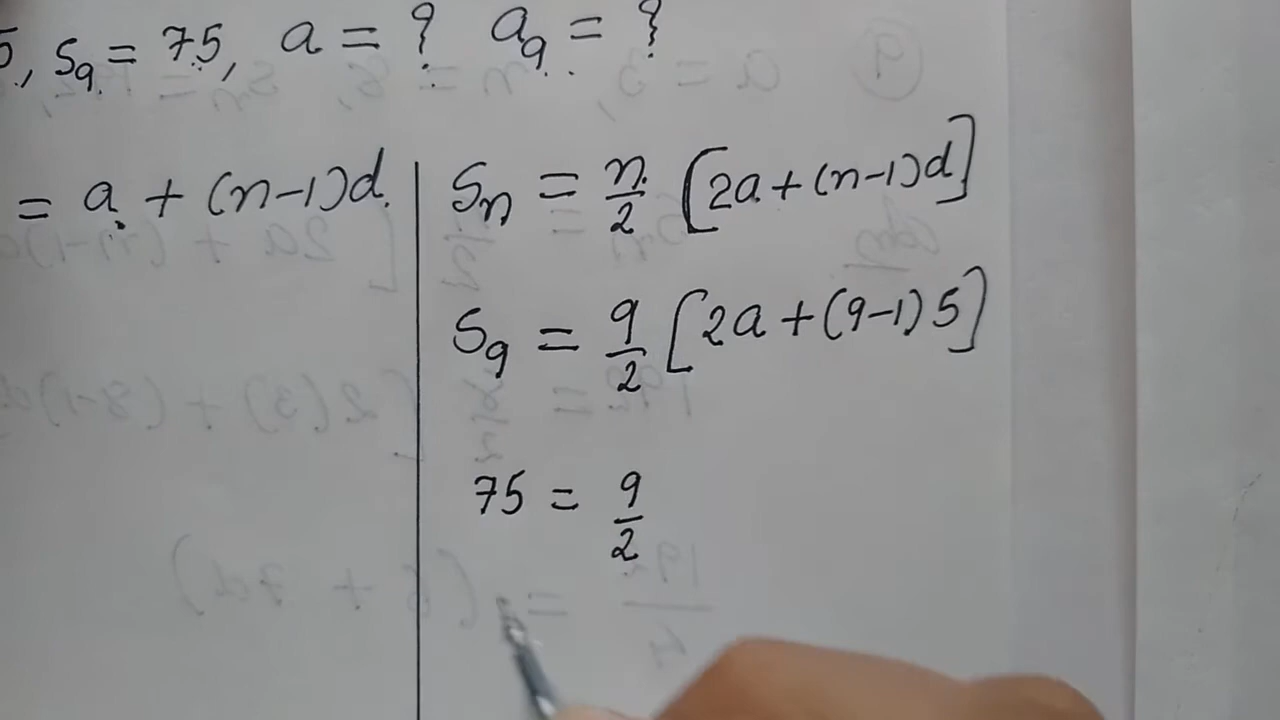 5, S₉ = 75, a = ? a₉ = ?
= a + (n-1)d
Sₙ = n/2 [2a + (n-1)d]
S₉ = 9/2 [2a + (9-1)5]
75 = 9/2